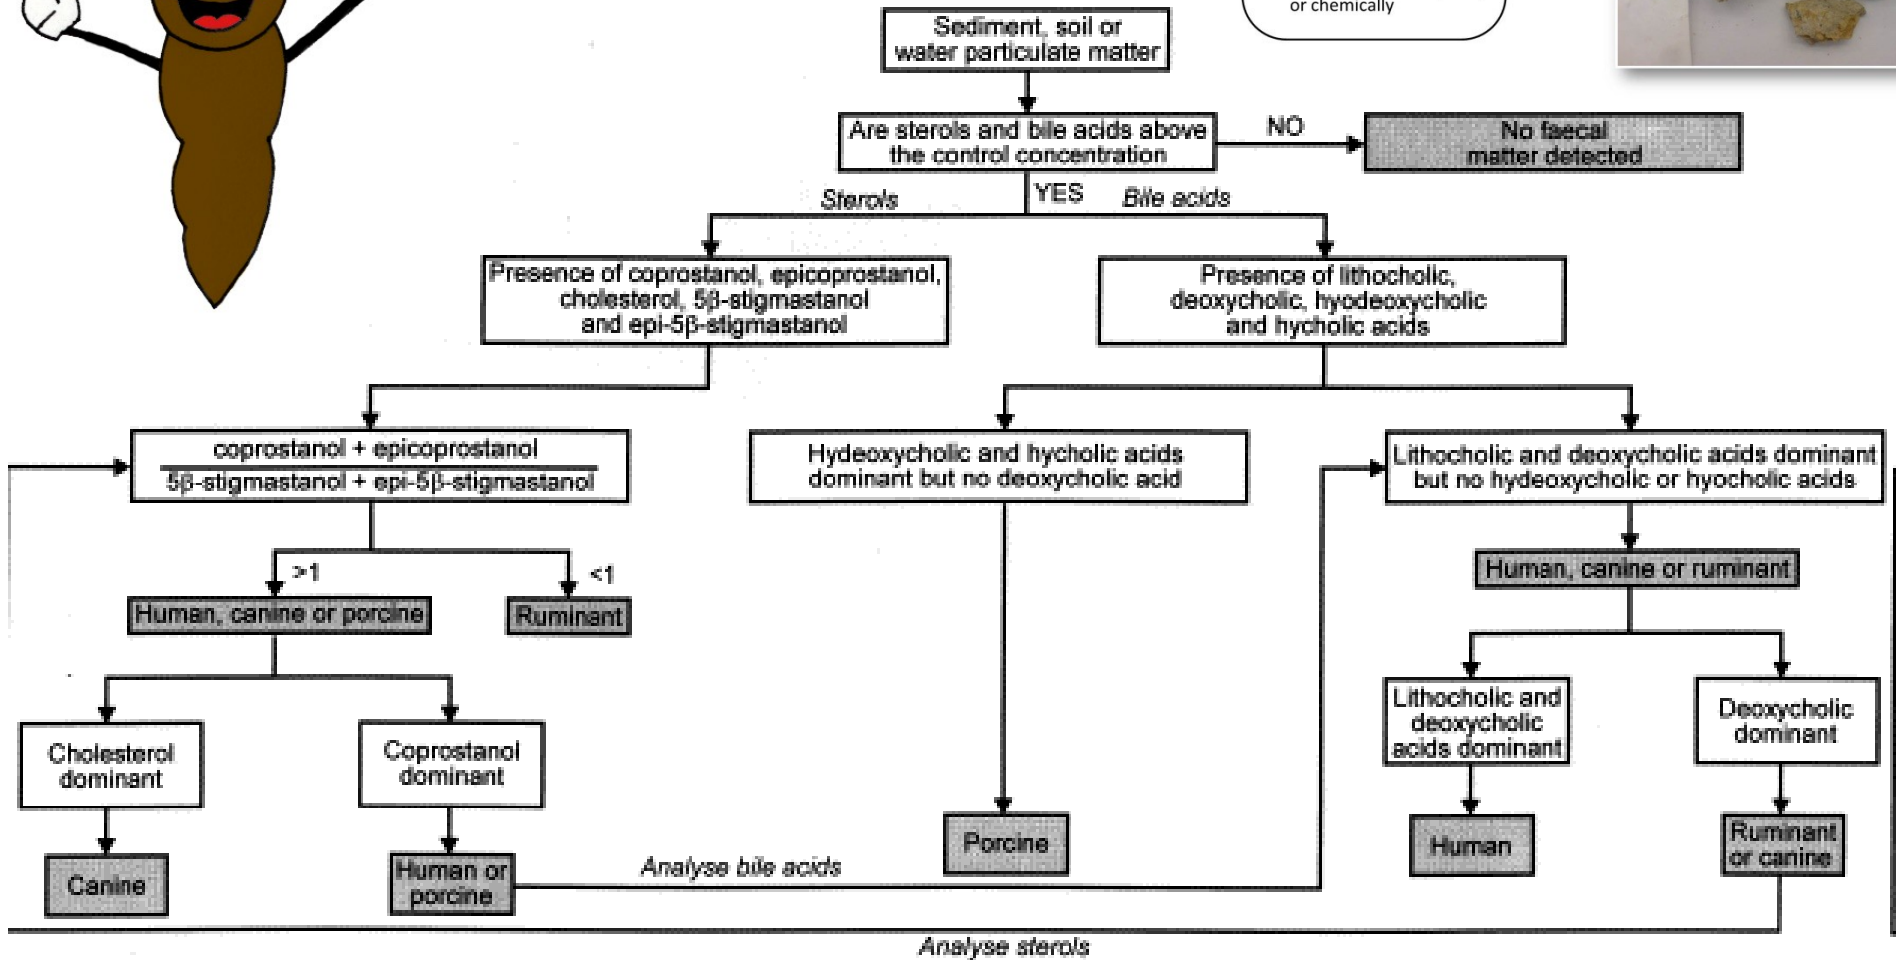 or chemically
Sediment, soil or
water particulate matter
Are sterols and bile acids above
the control concentration
NO
No faecal
matter detected
YES
Sterols
Bile acids
Presence of coprostanol, epicoprostanol,
cholesterol, 5β-stigmastanol
and epi-5β-stigmastanol
Presence of lithocholic,
deoxycholic, hyodeoxycholic
and hycholic acids
coprostanol + epicoprostanol
5β-stigmastanol + epi-5β-stigmastanol
Hydeoxycholic and hycholic acids
dominant but no deoxycholic acid
Lithocholic and deoxycholic acids dominant
but no hydeoxycholic or hyocholic acids
>1
<1
Human, canine or porcine
Ruminant
Human, canine or ruminant
Cholesterol
dominant
Coprostanol
dominant
Lithocholic and
deoxycholic
acids dominant
Deoxycholic
dominant
Canine
Human or
porcine
Analyse bile acids
Porcine
Human
Ruminant
or canine
Analyse sterols